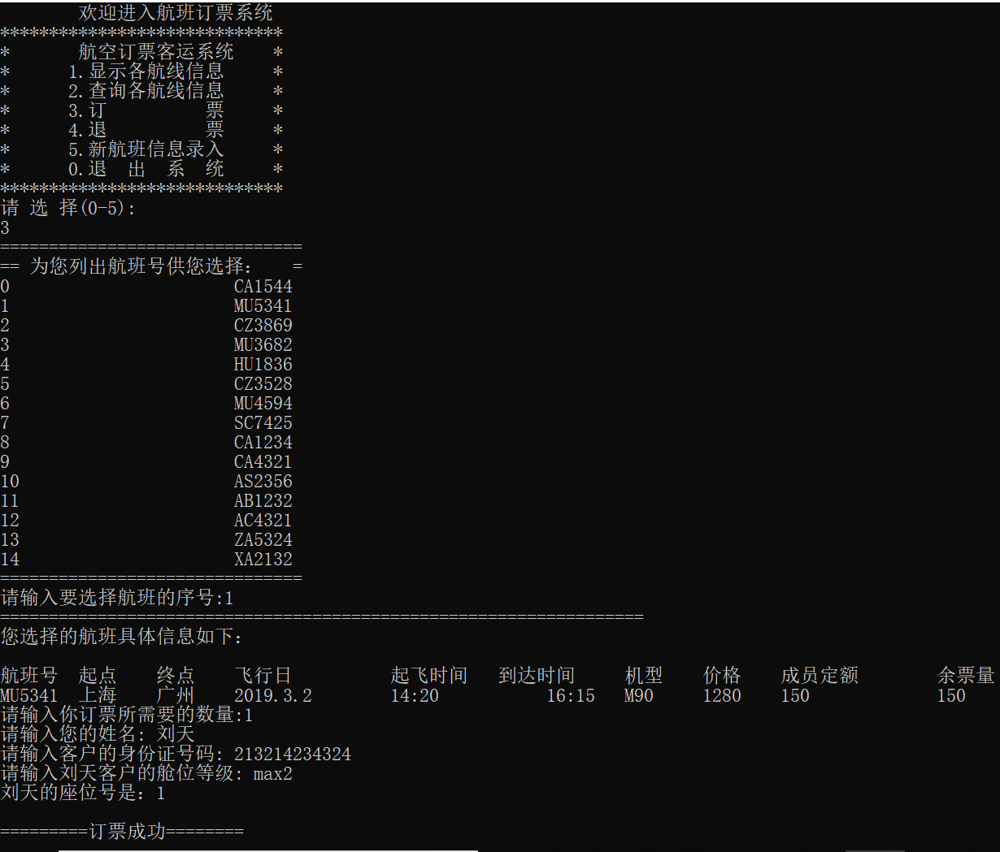 欢迎进入航班订票系统
*****************************
* 航空订票客运系统 *
* 1.显示各航线信息 *
* 2.查询各航线信息 *
* 3.订 票 *
* 4.退 票 *
* 5.新航班信息录入 *
* 0.退 出 系 统 *
*****************************
请 选 择(0-5):
3
===============================
== 为您列出航班号供您选择: =
0 CA1544
1 MU5341
2 CZ3869
3 MU3682
4 HU1836
5 CZ3528
6 MU4594
7 SC7425
8 CA1234
9 CA4321
10 AS2356
11 AB1232
12 AC4321
13 ZA5324
14 XA2132
===============================
请输入要选择航班的序号:1
==================================================================
您选择的航班具体信息如下:
航班号 起点 终点 飞行日 起飞时间 到达时间 机型 价格 成员定额 余票量
MU5341 上海 广州 2019.3.2 14:20 16:15 M90 1280 150 150
请输入你订票所需要的数量:1
请输入您的姓名: 刘天
请输入客户的身份证号码: 213214234324
请输入刘天客户的舱位等级: max2
刘天的座位号是: 1
=========订票成功========